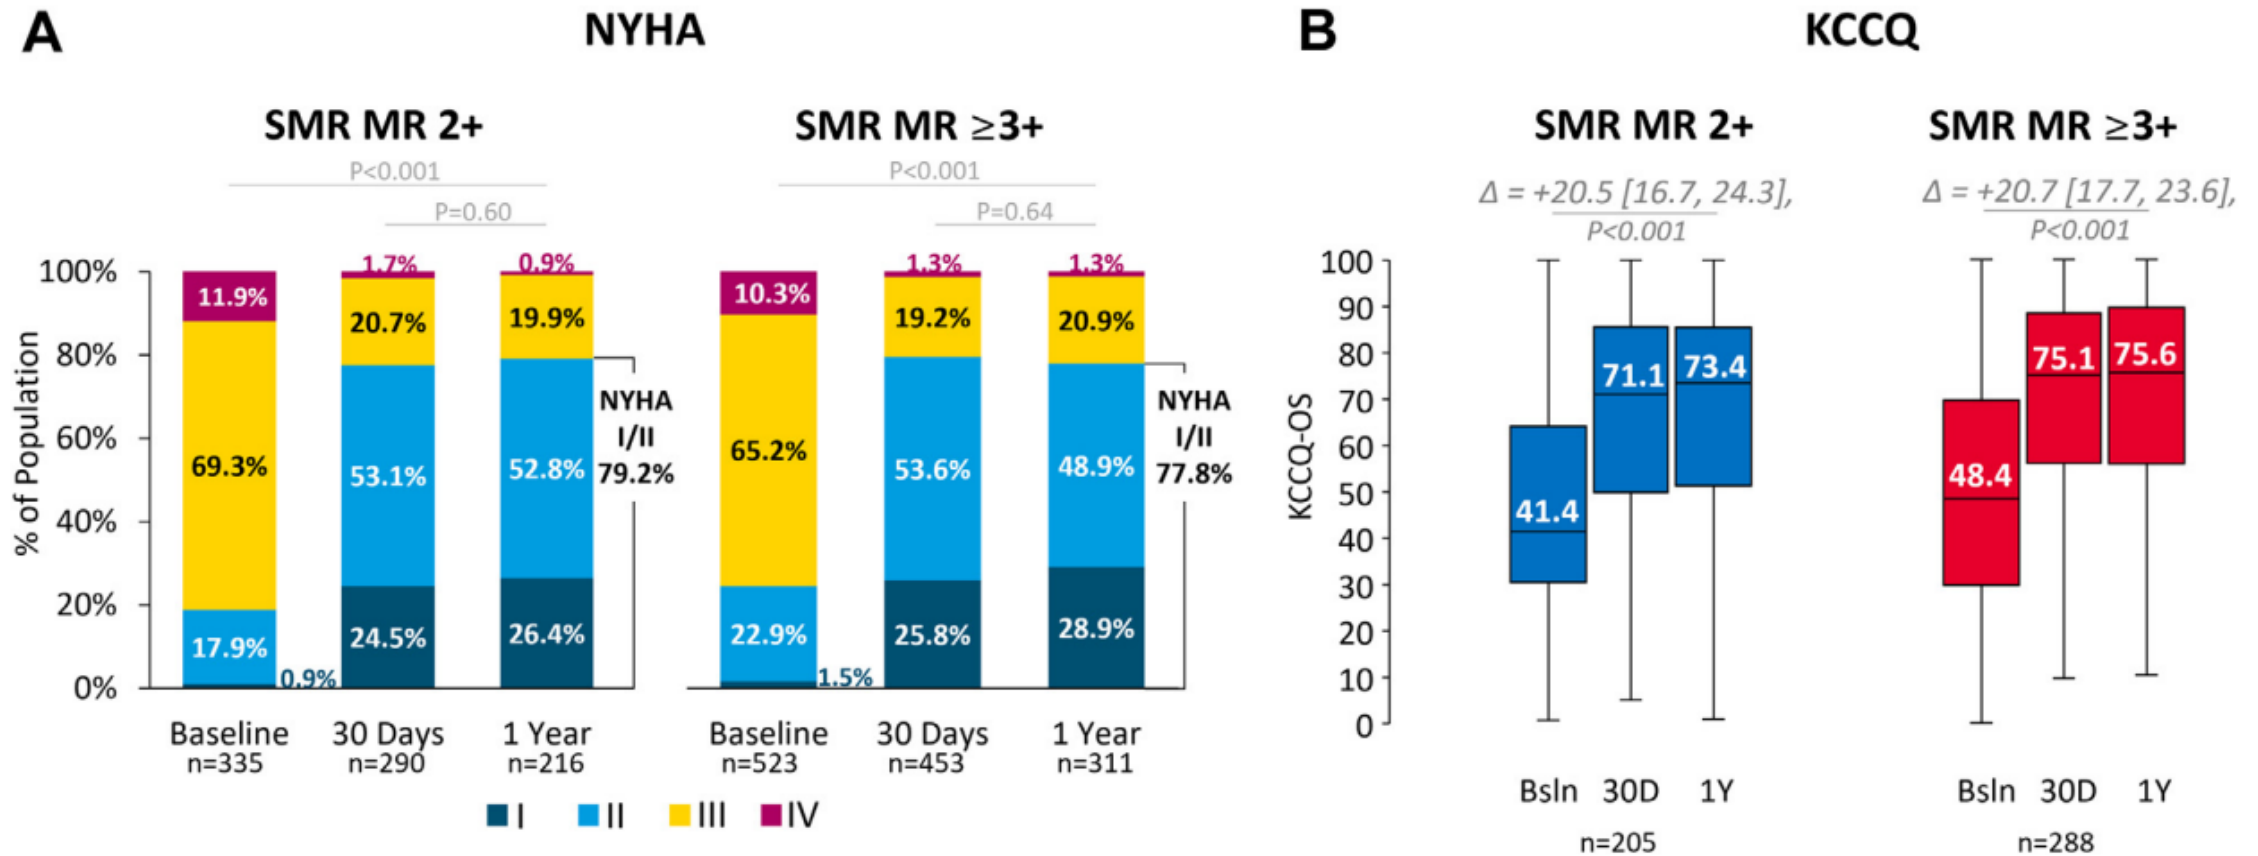 A
NYHA
SMR MR 2+
P<0.001
P=0.60
SMR MR ≥3+
P<0.001
P=0.64
% of Population
100%
80%
60%
40%
20%
0%
11.9%
69.3%
17.9%
0.9%
1.7%
20.7%
53.1%
24.5%
0.9%
19.9%
52.8%
26.4%
NYHA
I/II
79.2%
10.3%
65.2%
22.9%
1.5%
1.3%
19.2%
53.6%
25.8%
1.3%
20.9%
48.9%
28.9%
NYHA
I/II
77.8%
Baseline
n=335
30 Days
n=290
1 Year
n=216
Baseline
n=523
30 Days
n=453
1 Year
n=311
I II III IV
B
KCCQ
SMR MR 2+
Δ = +20.5 [16.7, 24.3],
P<0.001
SMR MR ≥3+
Δ = +20.7 [17.7, 23.6],
P<0.001
KCCQ-OS
100
90
80
70
60
50
40
30
20
10
0
41.4
71.1
73.4
48.4
75.1
75.6
Bsln 30D 1Y
n=205
Bsln 30D 1Y
n=288